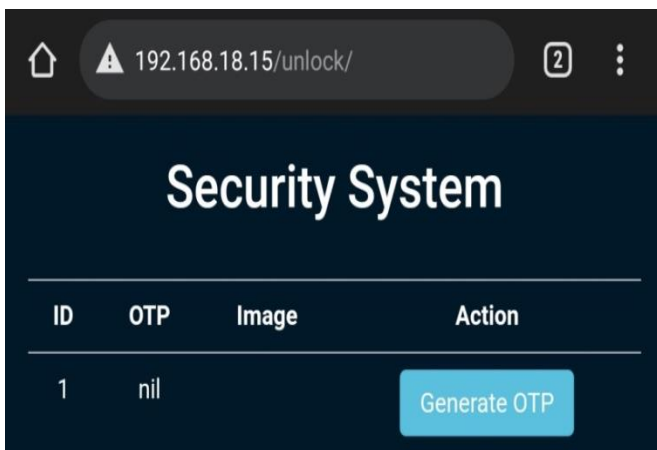 192.168.18.15/unlock/ 2
Security System
ID OTP Image Action
1 nil Generate OTP